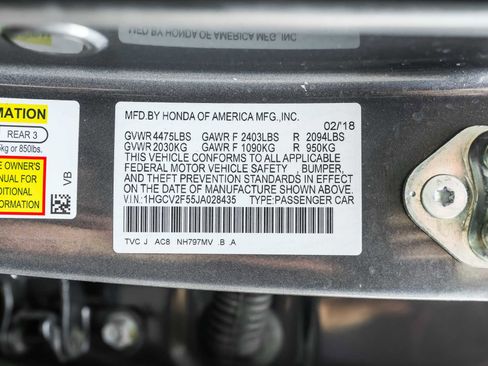 MFD.BY HONDA OF AMERICA MFG.,INC.
02/'18
GVWR 4475LBS GAWR F 2403LBS R 2094LBS
GVWR 2030KG GAWR F 1090KG R 950KG
THIS VEHICLE CONFORMS TO ALL APPLICABLE
FEDERAL MOTOR VEHICLE SAFETY , BUMPER,
AND THEFT PREVENTION STANDARDS IN EFFECT ON
THE DATE OF MANUFACTURE SHOWN ABOVE.
V.I.N: 1HGCV2F55JA028435 TYPE:PASSENGER CAR
TVC J AC8 NH797MV .B .A
MATION
REAR 3
kg or 850lbs.
E OWNER'S
NUAL FOR
DITIONAL
ORMATION
VB